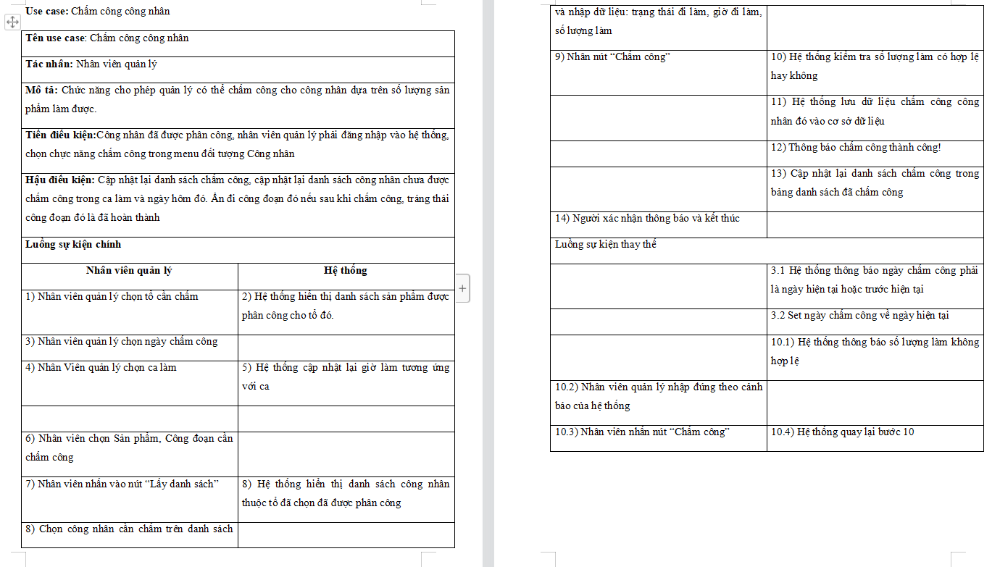 Use case: Chấm công công nhân
Tên use case: Chấm công công nhân
Tác nhân: Nhân viên quản lý
Mô tả: Chức năng cho phép quản lý có thể chấm công cho công nhân dựa trên số lượng sản
phẩm làm được.
Tiền điều kiện:Công nhân đã được phân công, nhân viên quản lý phải đăng nhập vào hệ thống,
chọn chực năng chấm công trong menu đối tượng Công nhân
Hậu điều kiện: Cập nhật lại danh sách chấm công, cập nhật lại danh sách công nhân chưa được
chấm công trong ca làm và ngày hôm đó. Ẩn đi công đoạn đó nếu sau khi chấm công, tráng thái
công đoạn đó là đã hoàn thành
Luồng sự kiện chính
Nhân viên quản lý
Hệ thống
1) Nhân viên quản lý chọn tổ cần chấm
2) Hệ thống hiển thị danh sách sản phẩm được
phân công cho tổ đó.
3) Nhân viên quản lý chọn ngày chấm công
4) Nhân Viên quản lý chọn ca làm
5) Hệ thống cập nhật lại giờ làm tương ứng
với ca
6) Nhân viên chọn Sản phẩm, Công đoạn cần
chấm công
7) Nhân viên nhấn vào nút “Lấy danh sách”
8) Hệ thống hiển thị danh sách công nhân
thuộc tổ đã chọn đã được phân công
8) Chọn công nhân cần chấm trên danh sách
và nhập dữ liệu: trạng thái đi làm, giờ đi làm,
số lượng làm
9) Nhân nút “Chấm công”
10) Hệ thống kiểm tra số lượng làm có hợp lệ
hay không
11) Hệ thống lưu dữ liệu chấm công công
nhân đó vào cơ sở dữ liệu
12) Thông báo chấm công thành công!
13) Cập nhật lại danh sách chấm công trong
bảng danh sách đã chấm công
14) Người xác nhận thông báo và kết thúc
Luồng sự kiện thay thế
3.1 Hệ thống thông báo ngày chấm công phải
là ngày hiện tại hoặc trước hiện tại
3.2 Set ngày chấm công về ngày hiện tại
10.1) Hệ thống thông báo số lượng làm không
hợp lệ
10.2) Nhân viên quản lý nhập đúng theo cảnh
báo của hệ thống
10.3) Nhân viên nhấn nút “Chấm công”
10.4) Hệ thống quay lại bước 10